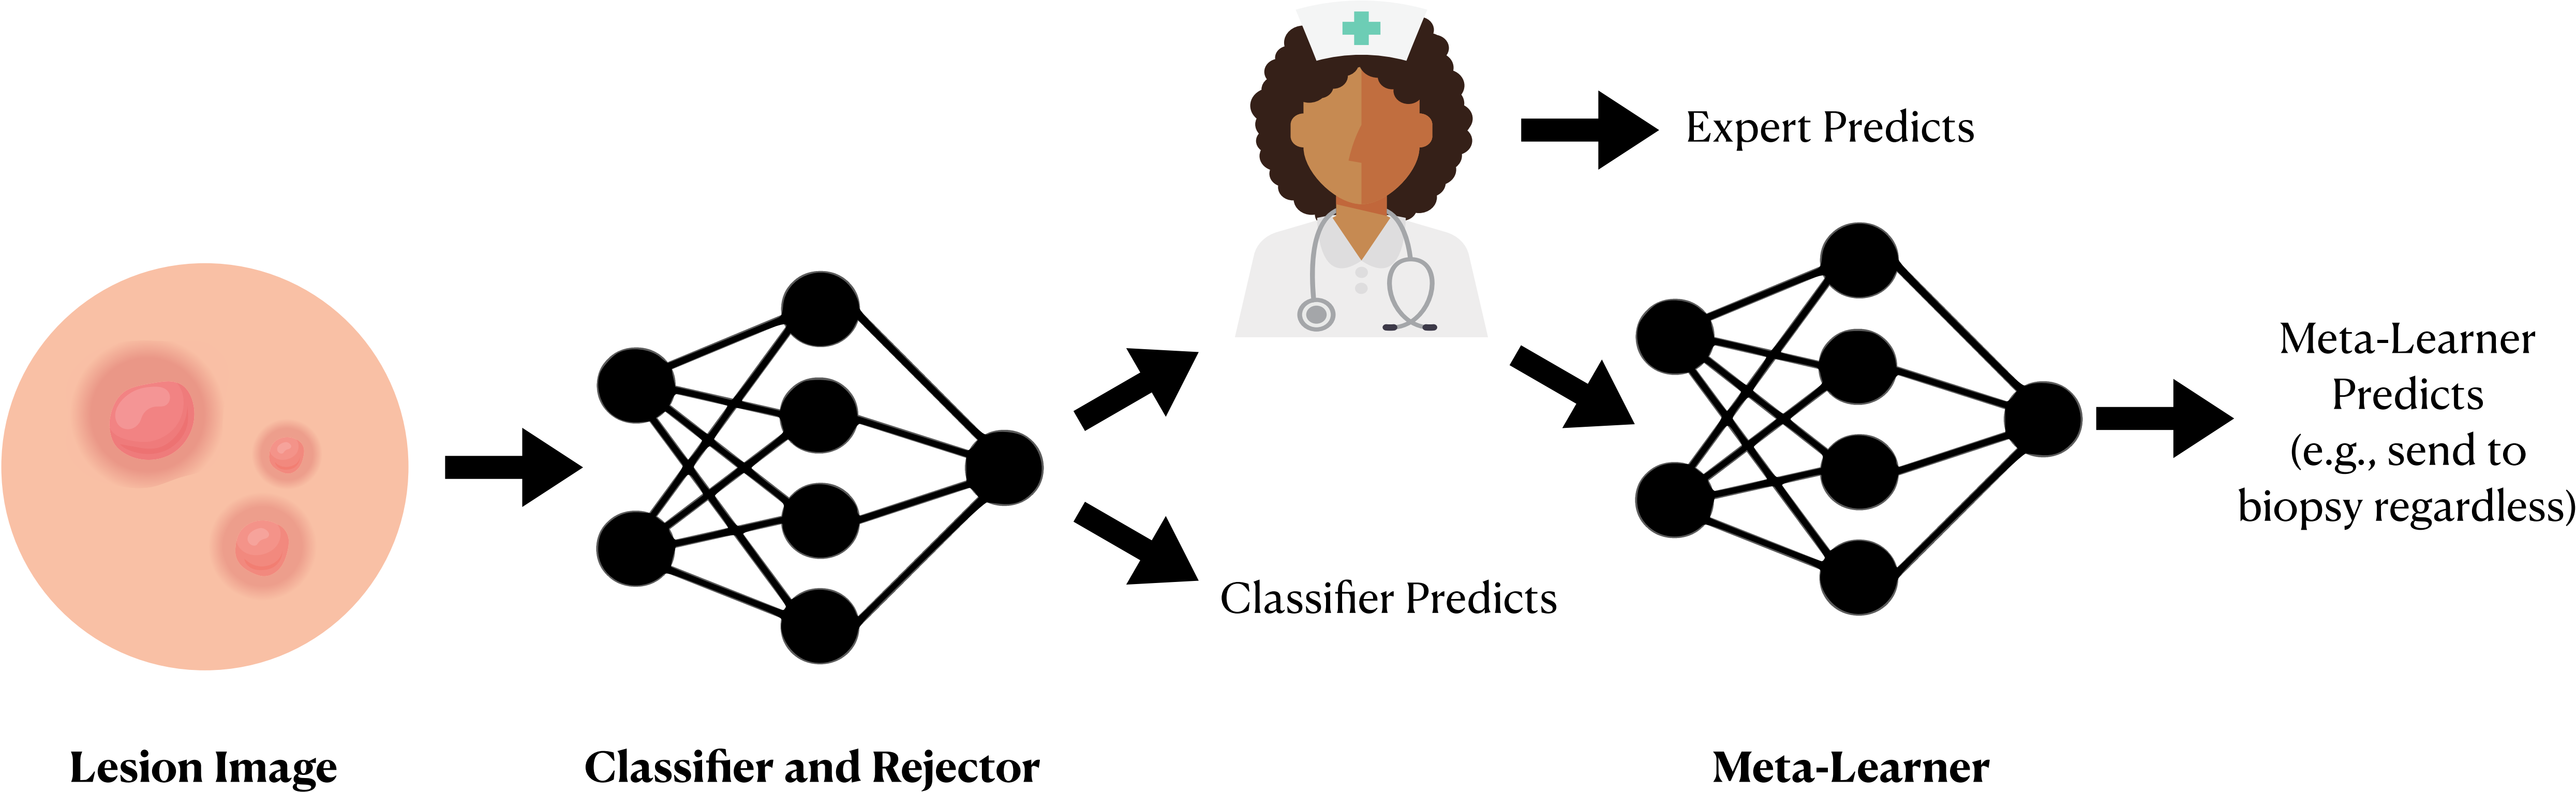 Expert Predicts
Meta-Learner
Predicts
(e.g., send to
biopsy regardless)
Classifier Predicts
Lesion Image
Classifier and Rejector
Meta-Learner